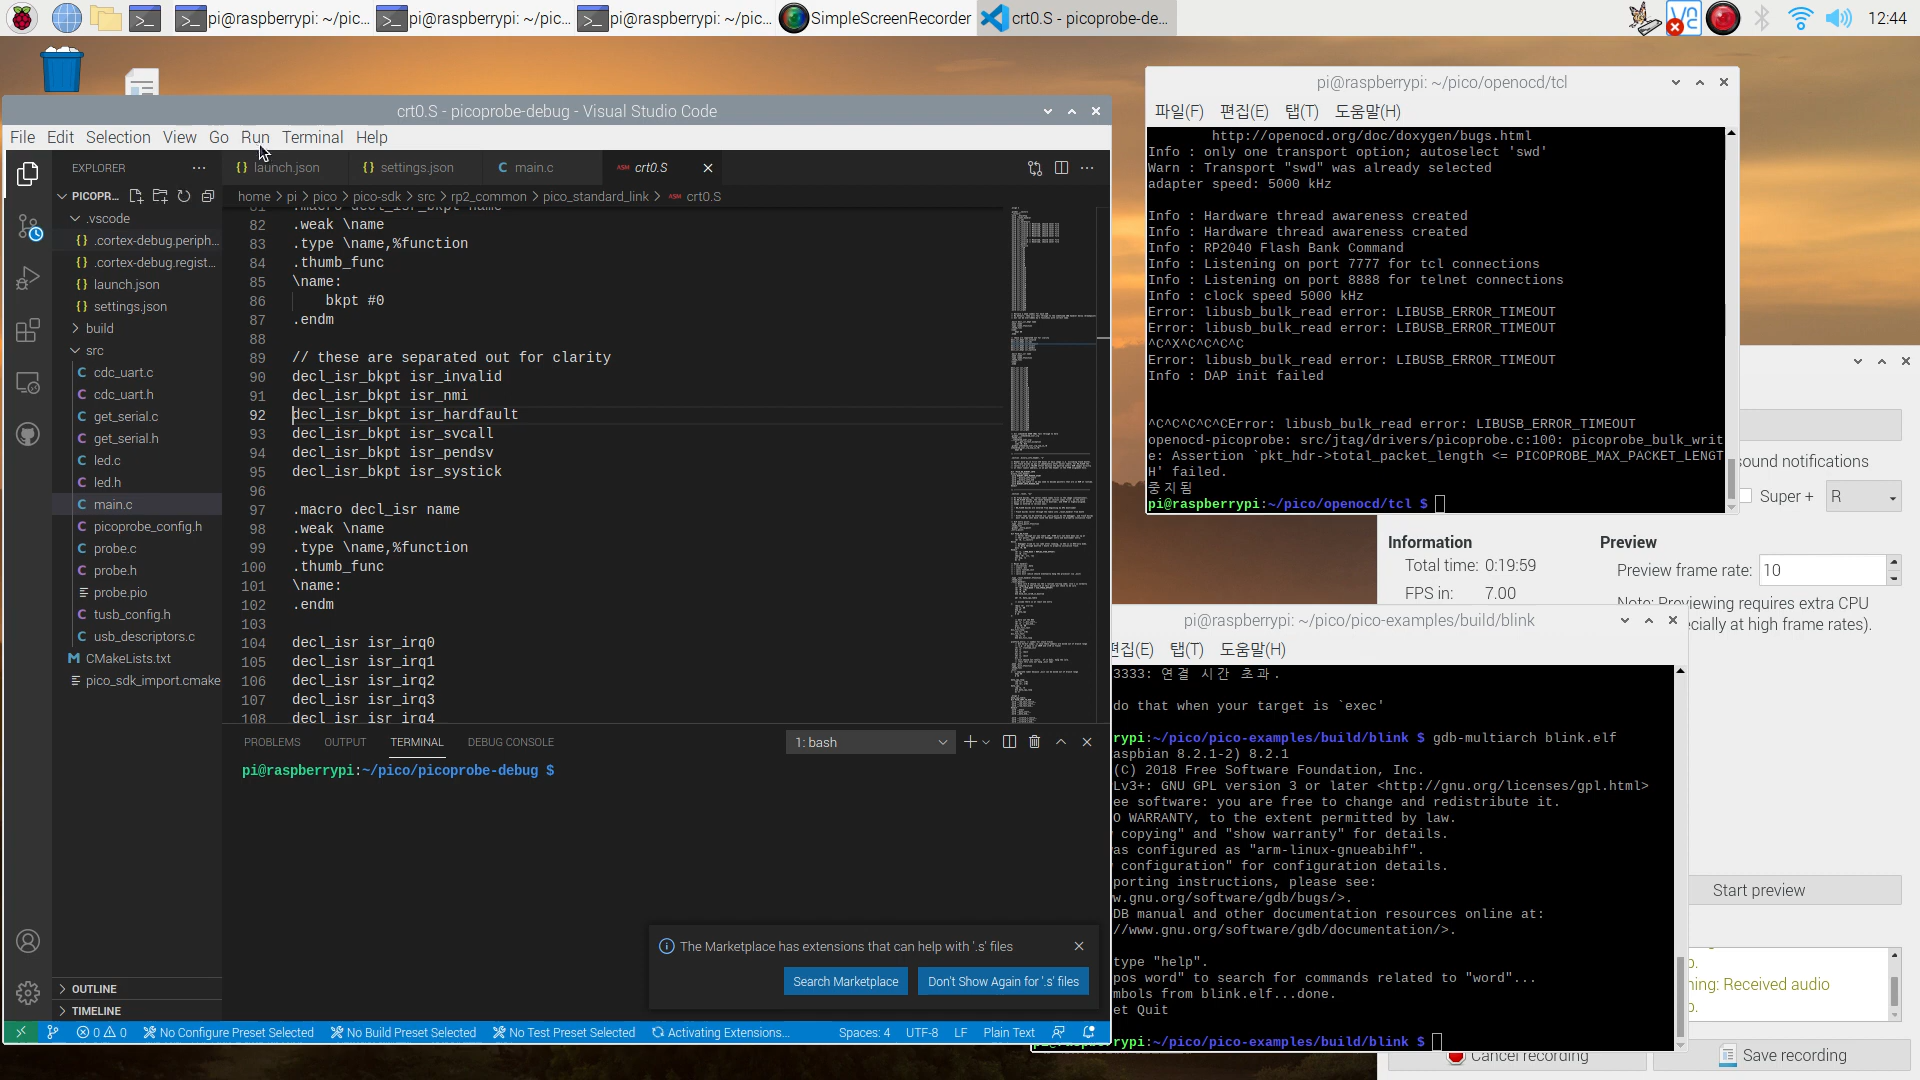 pi@raspberrypi: ~/pic...
pi@raspberrypi: ~/pic...
pi@raspberrypi: ~/pic...
SimpleScreenRecorder
crt0.S - picoprobe-de...
12:44
crt0.S - picoprobe-debug - Visual Studio Code
File Edit Selection View Go Run Terminal Help
EXPLORER
launch.json
settings.json
main.c
crt0.S
PICOPR...
home > pi > pico > pico-sdk > src > rp2_common > pico_standard_link > crt0.S
.vscode
.cortex-debug.periph...
.cortex-debug.regist...
launch.json
settings.json
build
src
cdc_uart.c
cdc_uart.h
get_serial.c
get_serial.h
led.c
led.h
main.c
picoprobe_config.h
probe.c
probe.h
probe.pio
tusb_config.h
usb_descriptors.c
CMakeLists.txt
pico_sdk_import.cmake
OUTLINE
TIMELINE
81 .macro decl_isr_bkpt name
82 .weak \name
83 .type \name,%function
84 .thumb_func
85 \name:
86 bkpt #0
87 .endm
88
89 // these are separated out for clarity
90 decl_isr_bkpt isr_invalid
91 decl_isr_bkpt isr_nmi
92 decl_isr_bkpt isr_hardfault
93 decl_isr_bkpt isr_svcall
94 decl_isr_bkpt isr_pendsv
95 decl_isr_bkpt isr_systick
96
97 .macro decl_isr name
98 .weak \name
99 .type \name,%function
100 .thumb_func
101 \name:
102 .endm
103
104 decl_isr isr_irq0
105 decl_isr isr_irq1
106 decl_isr isr_irq2
107 decl_isr isr_irq3
108 decl_isr isr_irq4
PROBLEMS OUTPUT TERMINAL DEBUG CONSOLE
1: bash
pi@raspberrypi:~/pico/picoprobe-debug $
The Marketplace has extensions that can help with '.s' files
Search Marketplace
Don't Show Again for '.s' files
0 0 No Configure Preset Selected No Build Preset Selected No Test Preset Selected Activating Extensions... Spaces: 4 UTF-8 LF Plain Text
pi@raspberrypi: ~/pico/openocd/tcl
파일(F) 편집(E) 탭(T) 도움말(H)
http://openocd.org/doc/doxygen/bugs.html
Info : only one transport option; autoselect 'swd'
Warn : Transport "swd" was already selected
adapter speed: 5000 kHz
Info : Hardware thread awareness created
Info : Hardware thread awareness created
Info : RP2040 Flash Bank Command
Info : Listening on port 7777 for tcl connections
Info : Listening on port 8888 for telnet connections
Info : clock speed 5000 kHz
Error: libusb_bulk_read error: LIBUSB_ERROR_TIMEOUT
Error: libusb_bulk_read error: LIBUSB_ERROR_TIMEOUT
^C^X^C^C^C^C
Error: libusb_bulk_read error: LIBUSB_ERROR_TIMEOUT
Info : DAP init failed
^C^C^C^C^CError: libusb_bulk_read error: LIBUSB_ERROR_TIMEOUT
openocd-picoprobe: src/jtag/drivers/picoprobe.c:100: picoprobe_bulk_writ
e: Assertion `pkt_hdr->total_packet_length <= PICOPROBE_MAX_PACKET_LENGT
H' failed.
중지됨
pi@raspberrypi:~/pico/openocd/tcl $
sound notifications
Super + R
Information
Total time: 0:19:59
FPS in: 7.00
Preview
Preview frame rate: 10
Note: Previewing requires extra CPU
ecially at high frame rates).
Start preview
p.
ning: Received audio
p.
Cancel recording
Save recording
pi@raspberrypi: ~/pico/pico-examples/build/blink
편집(E) 탭(T) 도움말(H)
3333: 연결 시간 초과.
do that when your target is `exec'
rypi:~/pico/pico-examples/build/blink $ gdb-multiarch blink.elf
aspbian 8.2.1-2) 8.2.1
(C) 2018 Free Software Foundation, Inc.
Lv3+: GNU GPL version 3 or later <http://gnu.org/licenses/gpl.html>
ee software: you are free to change and redistribute it.
O WARRANTY, to the extent permitted by law.
copying" and "show warranty" for details.
as configured as "arm-linux-gnueabihf".
configuration" for configuration details.
porting instructions, please see:
w.gnu.org/software/gdb/bugs/>.
DB manual and other documentation resources online at:
//www.gnu.org/software/gdb/documentation/>.
type "help".
pos word" to search for commands related to "word"...
mbols from blink.elf...done.
et Quit
rypi:~/pico/pico-examples/build/blink $